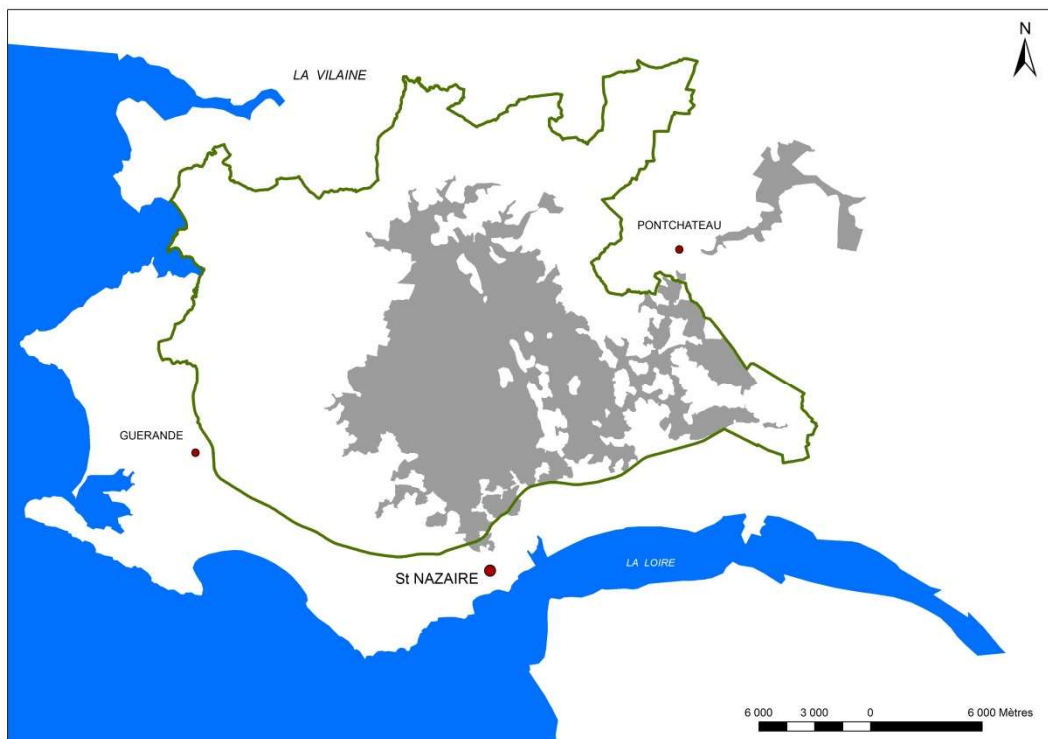 N
LA VILAINE
PONTCHATEAU
GUERANDE
St NAZAIRE
LA LOIRE
6 000 3 000 0 6 000 Mètres